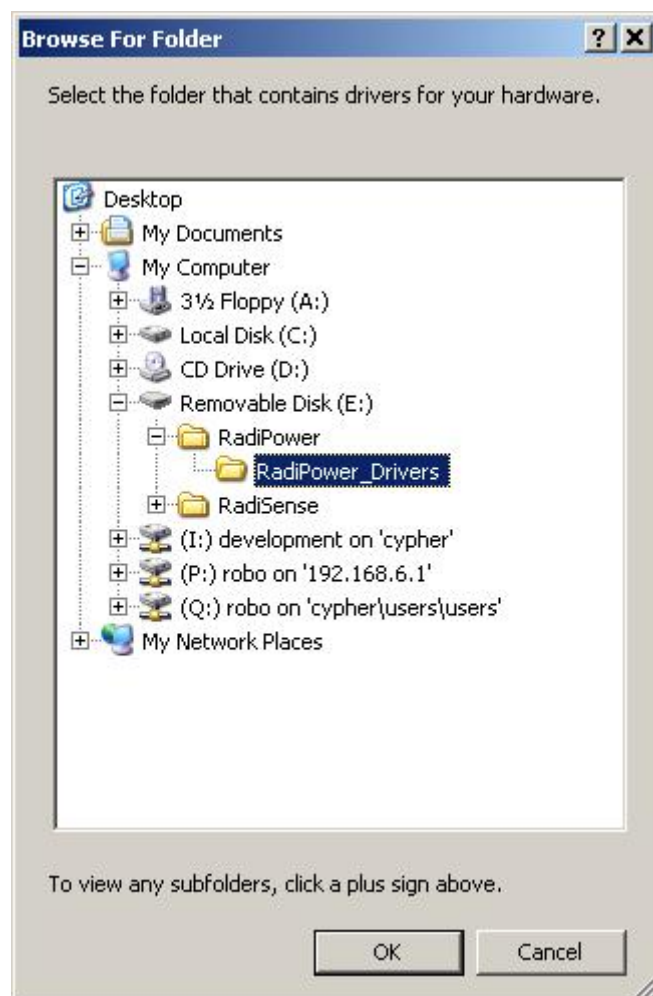 Browse For Folder
Select the folder that contains drivers for your hardware.
Desktop
My Documents
My Computer
3½ Floppy (A:)
Local Disk (C:)
CD Drive (D:)
Removable Disk (E:)
RadiPower
RadiPower_Drivers
RadiSense
(I:) development on 'cypher'
(P:) robo on '192.168.6.1'
(Q:) robo on 'cypher\users\users'
My Network Places
To view any subfolders, click a plus sign above.
OK Cancel